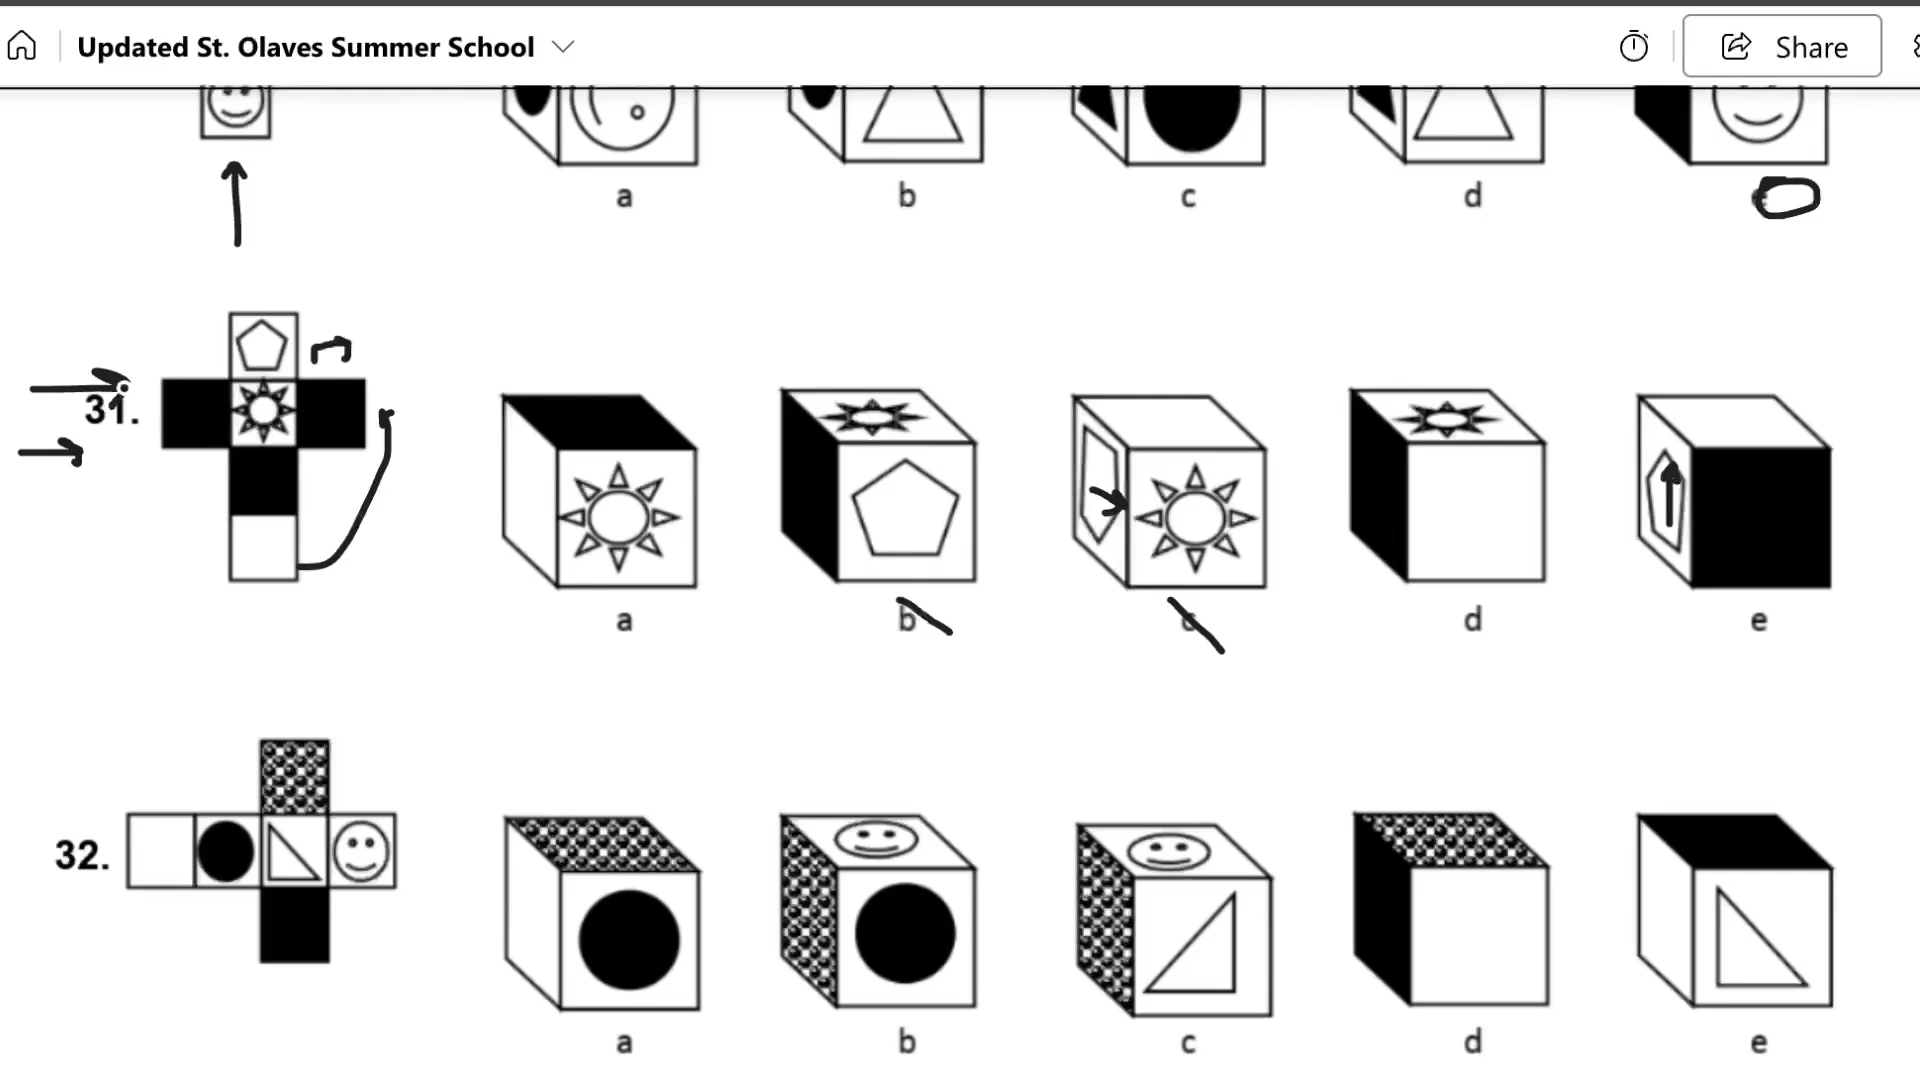 Updated St. Olaves Summer School
Share
a b c d e
31.
a b c d e
32.
a b c d e